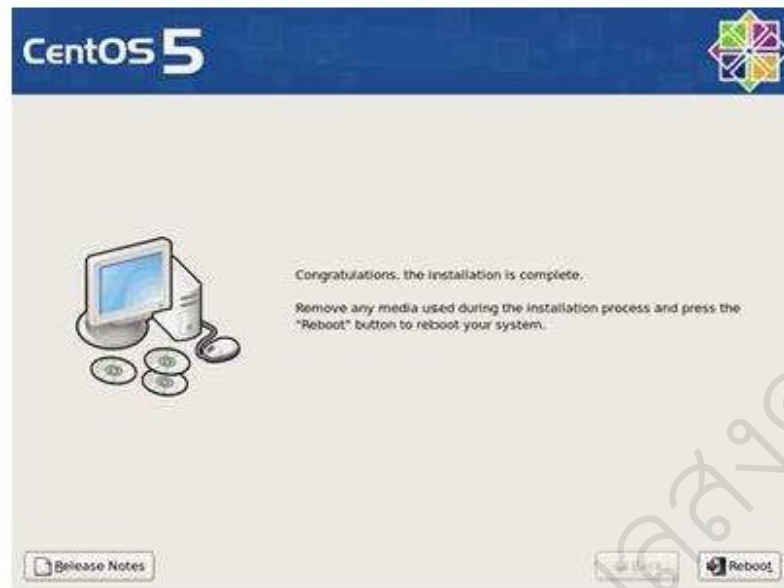 CentOS 5
Congratulations, the installation is complete.
Remove any media used during the installation process and press the
"Reboot" button to reboot your system.
Release Notes
Reboot